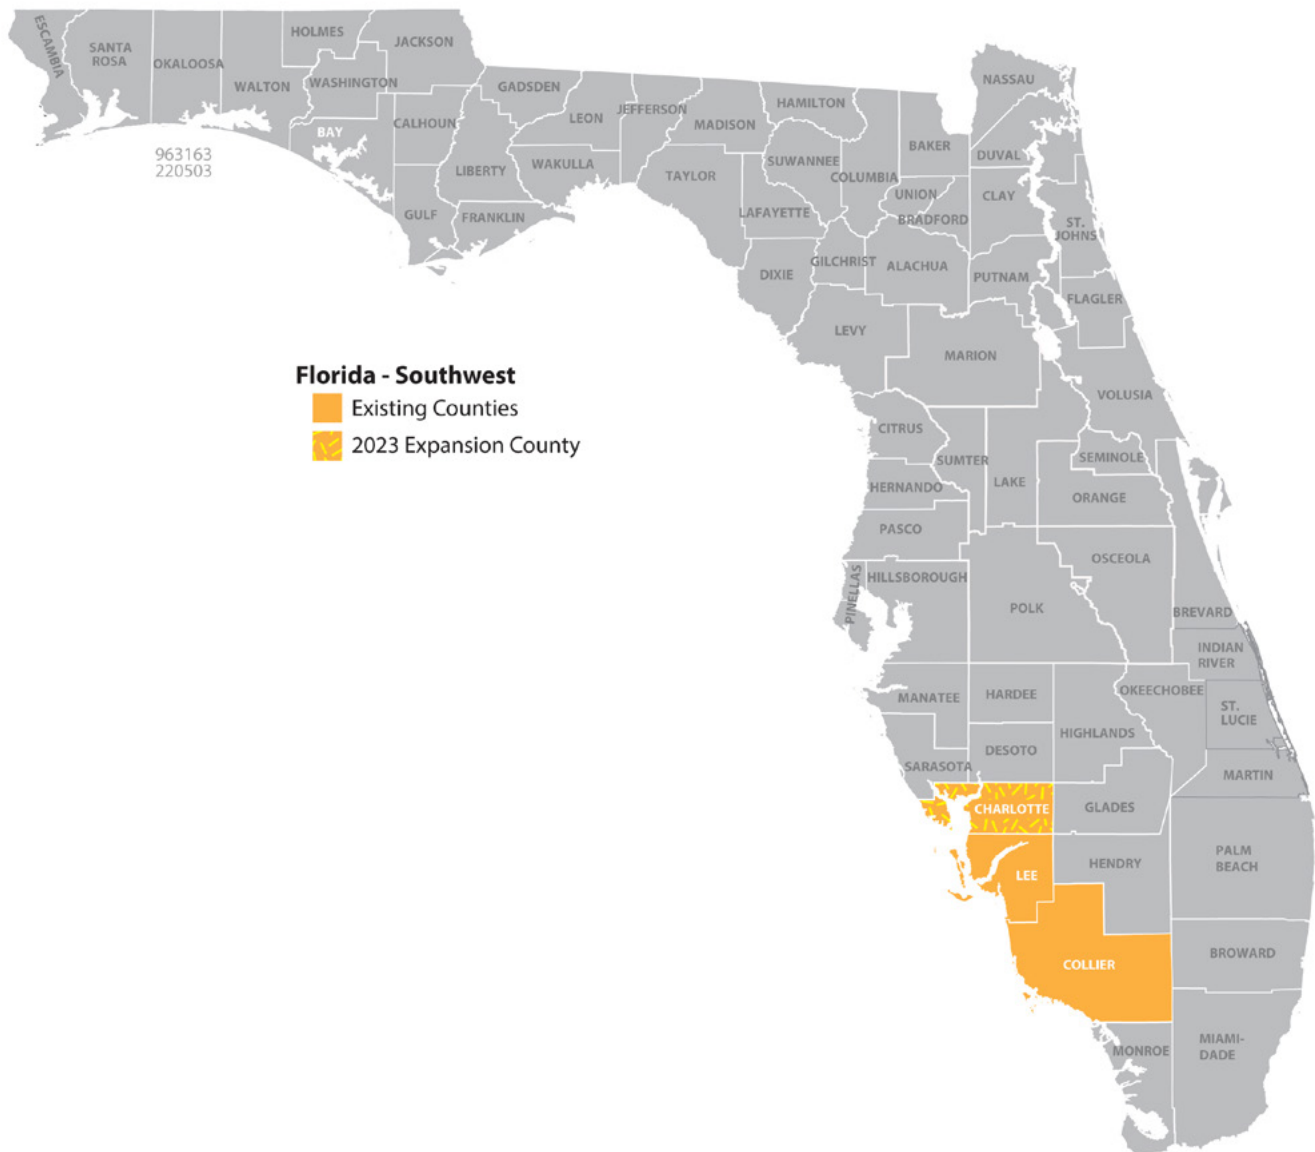 ESCAMBIA
SANTA
ROSA
OKALOOSA
WALTON
HOLMES
WASHINGTON
JACKSON
BAY
CALHOUN
GULF
GADSDEN
LIBERTY
FRANKLIN
LEON
WAKULLA
JEFFERSON
MADISON
TAYLOR
HAMILTON
SUWANNEE
LAFAYETTE
DIXIE
COLUMBIA
GILCHRIST
BAKER
UNION
BRADFORD
ALACHUA
NASSAU
DUVAL
CLAY
ST.
JOHNS
PUTNAM
FLAGLER
LEVY
MARION
VOLUSIA
963163
220503
Florida - Southwest
Existing Counties
2023 Expansion County
CITRUS
SUMTER
LAKE
SEMINOLE
HERNANDO
ORANGE
PASCO
OSCEOLA
PINELLAS
HILLSBOROUGH
POLK
BREVARD
INDIAN
RIVER
MANATEE
HARDEE
OKEECHOBEE
ST.
LUCIE
HIGHLANDS
DESOTO
SARASOTA
MARTIN
CHARLOTTE
GLADES
PALM
BEACH
HENDRY
LEE
COLLIER
BROWARD
MONROE
MIAMI-
DADE